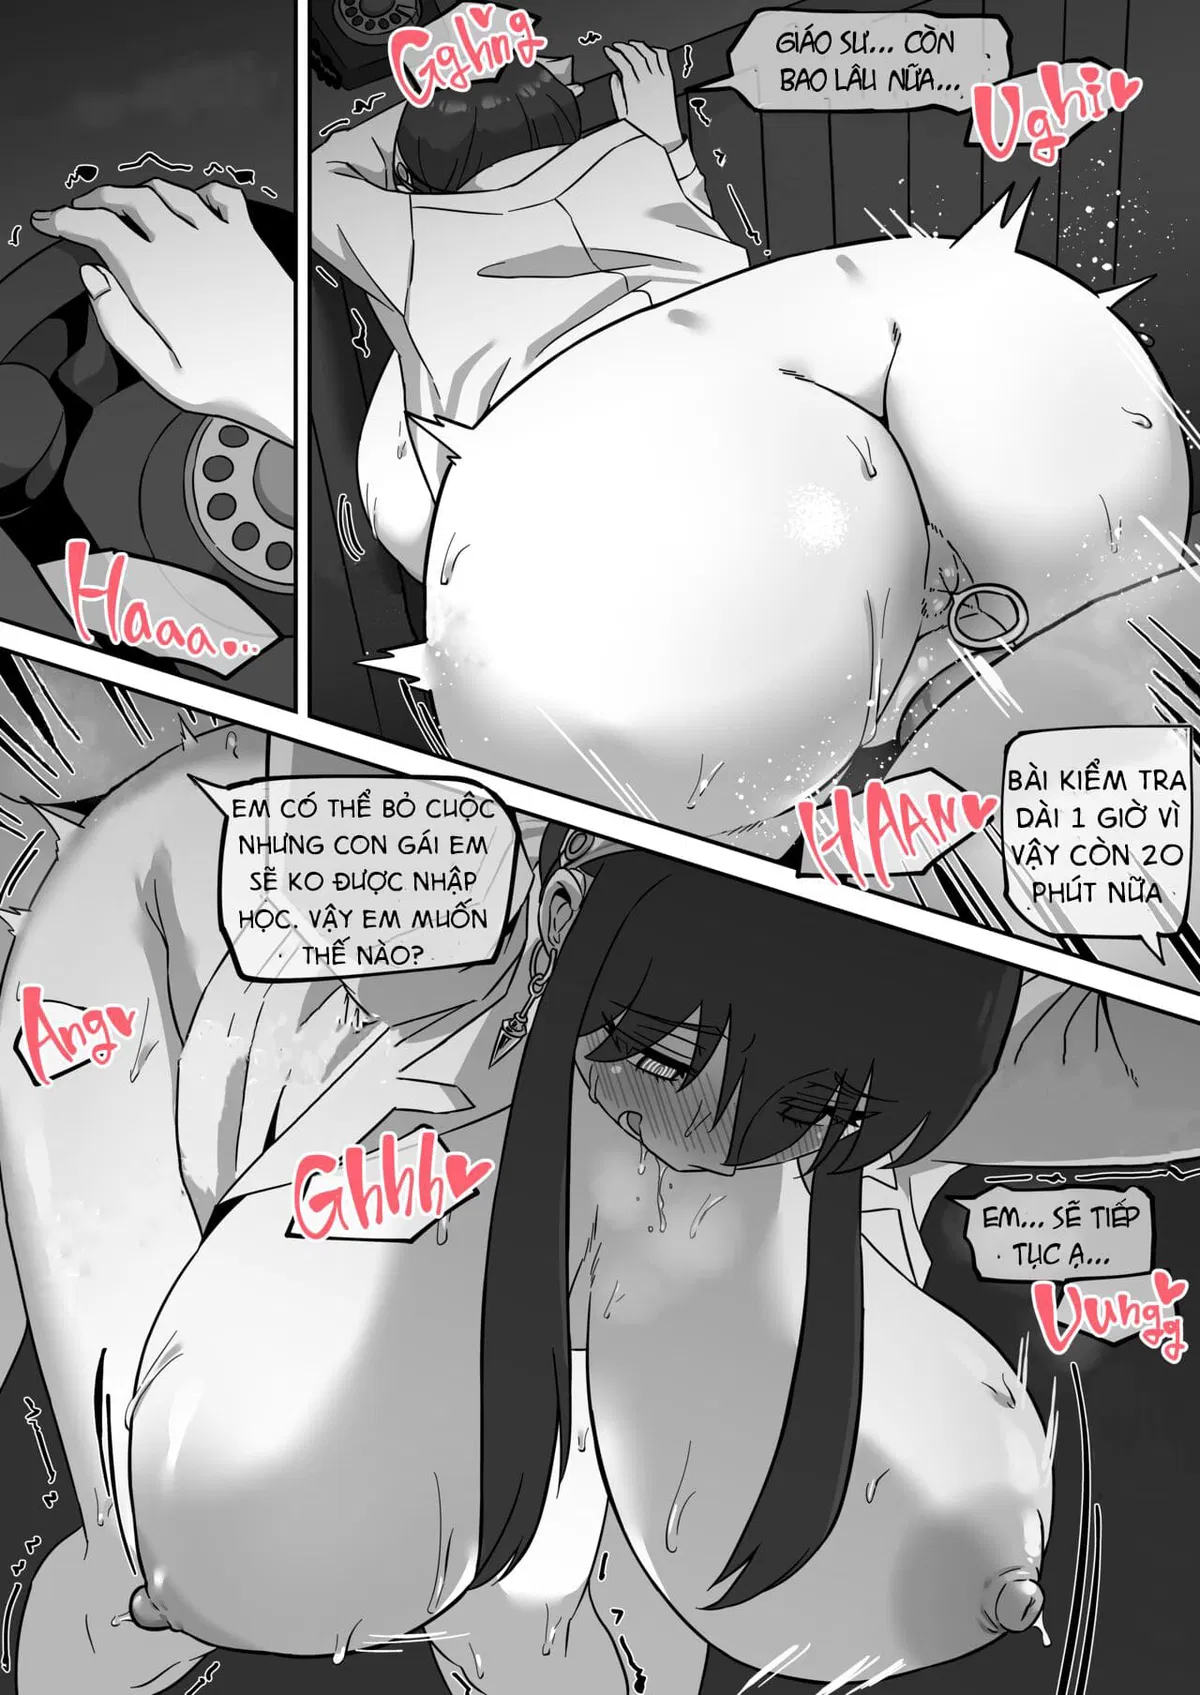 Gghng
GIÁO SƯ... CÒN
BAO LÂU NỮA...
Ughi
Haaa...
BÀI KIỂM TRA
DÀI 1 GIỜ VÌ
VẬY CÒN 20
PHÚT NỮA
HAAN
EM CÓ THỂ BỎ CUỘC
NHƯNG CON GÁI EM
SẼ KO ĐƯỢC NHẬP
HỌC. VẬY EM MUỐN
THẾ NÀO?
Ang
Ghhh
EM... SẼ TIẾP
TỤC Ạ...
Vungg